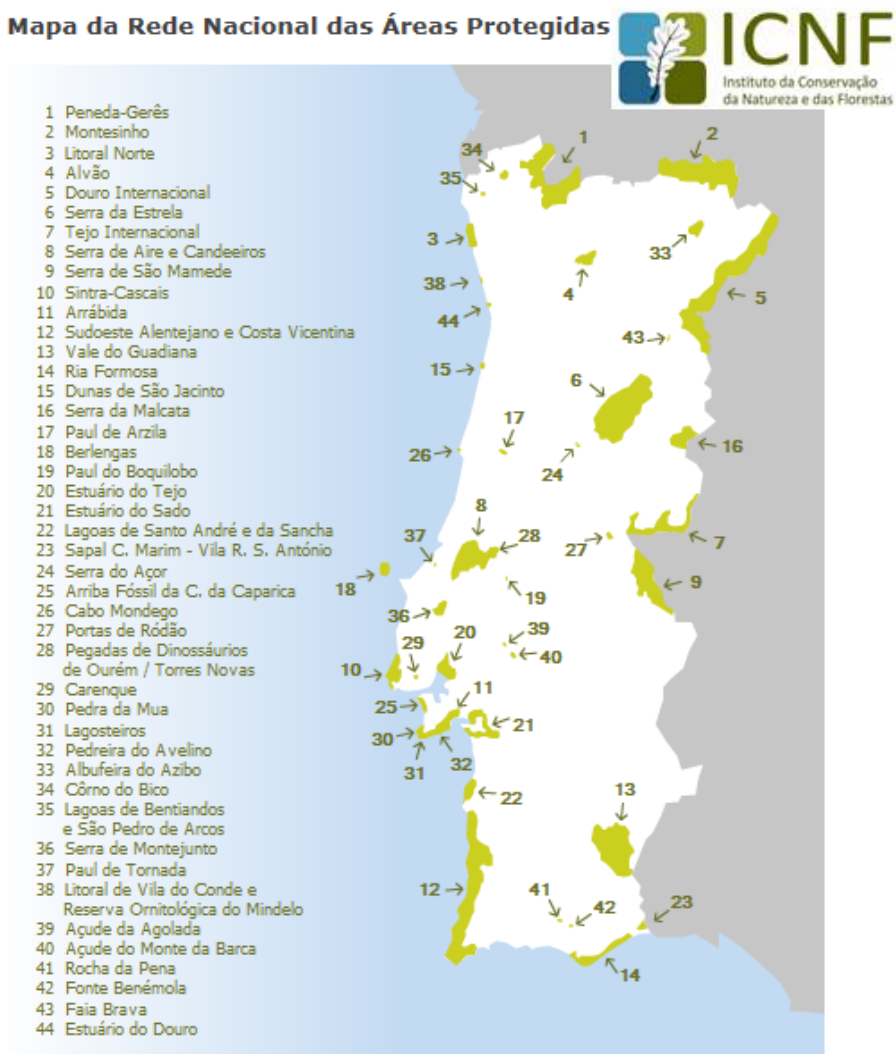 Mapa da Rede Nacional das Áreas Protegidas
ICNF
Instituto da Conservação
da Natureza e das Florestas
1 Peneda-Gerês
2 Montesinho
3 Litoral Norte
4 Alvão
5 Douro Internacional
6 Serra da Estrela
7 Tejo Internacional
8 Serra de Aire e Candeeiros
9 Serra de São Mamede
10 Sintra-Cascais
11 Arrábida
12 Sudoeste Alentejano e Costa Vicentina
13 Vale do Guadiana
14 Ria Formosa
15 Dunas de São Jacinto
16 Serra da Malcata
17 Paul de Arzila
18 Berlengas
19 Paul do Boquilobo
20 Estuário do Tejo
21 Estuário do Sado
22 Lagoas de Santo André e da Sancha
23 Sapal C. Marim - Vila R. S. António
24 Serra do Açor
25 Arriba Fóssil da C. da Caparica
26 Cabo Mondego
27 Portas de Ródão
28 Pegadas de Dinossáurios
de Ourém / Torres Novas
29 Carenque
30 Pedra da Mua
31 Lagosteiros
32 Pedreira do Avelino
33 Albufeira do Azibo
34 Côrno do Bico
35 Lagoas de Bentiandos
e São Pedro de Arcos
36 Serra de Montejunto
37 Paul de Tornada
38 Litoral de Vila do Conde e
Reserva Ornitológica do Mindelo
39 Açude da Agolada
40 Açude do Monte da Barca
41 Rocha da Pena
42 Fonte Benémola
43 Faia Brava
44 Estuário do Douro
1
2
34
35
3
33
38
4
5
44
43
15
6
17
26
24
16
8
37
28
27
7
18
19
9
36
39
29
20
40
10
11
25
21
30
31
32
22
13
12
41
42
23
14